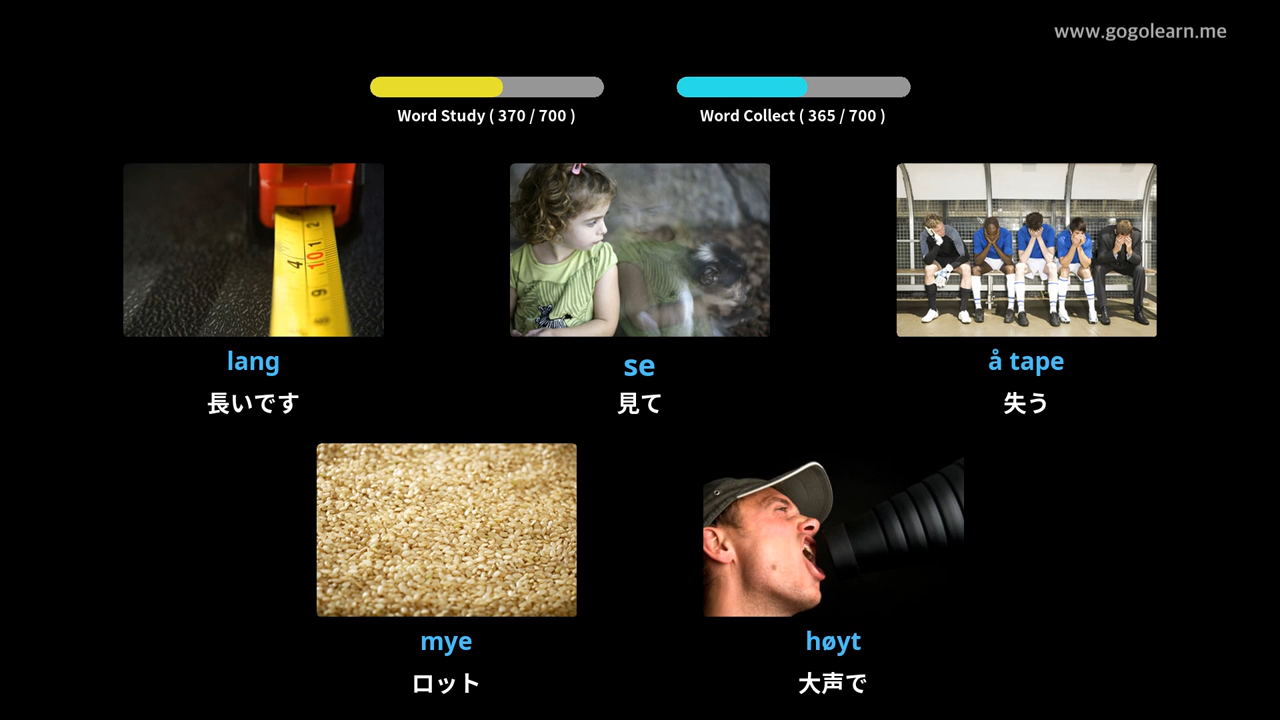 www.gogolearn.me
Word Study ( 370 / 700 )
Word Collect ( 365 / 700 )
lang
長いです
se
見て
å tape
失う
mye
ロット
høyt
大声で